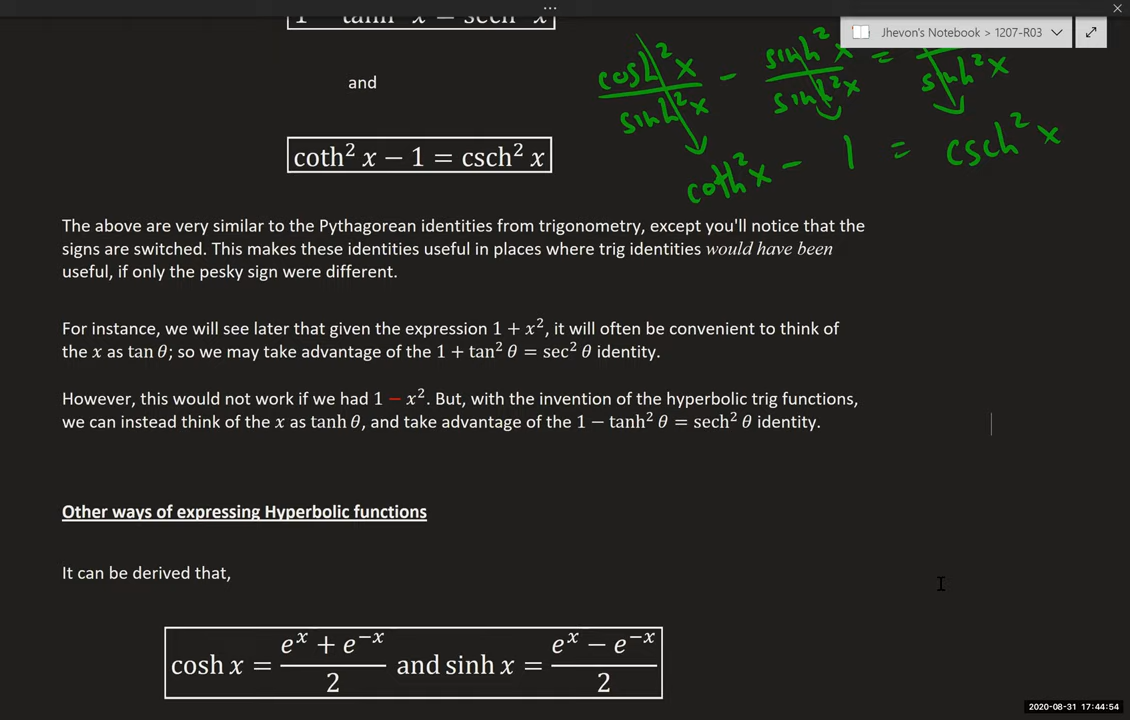 1 − tanh² x = sech² x
Jhevon's Notebook > 1207-R03
cosh² x / sinh² x − sinh² x / sinh² x = / sinh² x
and
coth² x − 1 = csch² x
coth² x − 1 = csch² x
The above are very similar to the Pythagorean identities from trigonometry, except you'll notice that the
signs are switched. This makes these identities useful in places where trig identities would have been
useful, if only the pesky sign were different.
For instance, we will see later that given the expression 1 + x², it will often be convenient to think of
the x as tan θ; so we may take advantage of the 1 + tan² θ = sec² θ identity.
However, this would not work if we had 1 − x². But, with the invention of the hyperbolic trig functions,
we can instead think of the x as tanh θ, and take advantage of the 1 − tanh² θ = sech² θ identity.
Other ways of expressing Hyperbolic functions
It can be derived that,
cosh x = (eˣ + e⁻ˣ) / 2 and sinh x = (eˣ − e⁻ˣ) / 2
2020-08-31 17:44:54